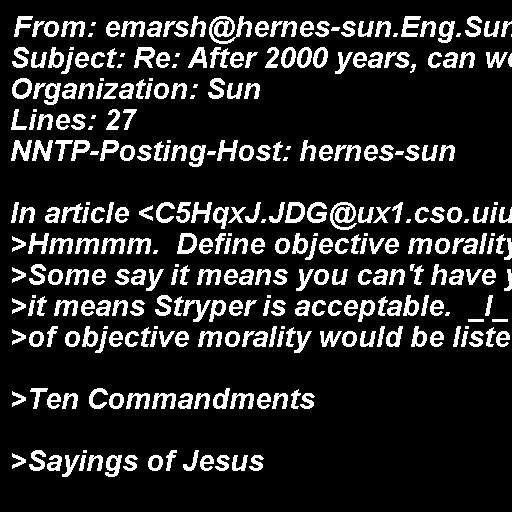 From: emarsh@hernes-sun.Eng.Sun
Subject: Re: After 2000 years, can we
Organization: Sun
Lines: 27
NNTP-Posting-Host: hernes-sun
In article <C5HqxJ.JDG@ux1.cso.uiu
>Hmmmm.  Define objective morality
>Some say it means you can't have y
>it means Stryper is acceptable.  _I_
>of objective morality would be liste
>Ten Commandments
>Sayings of Jesus